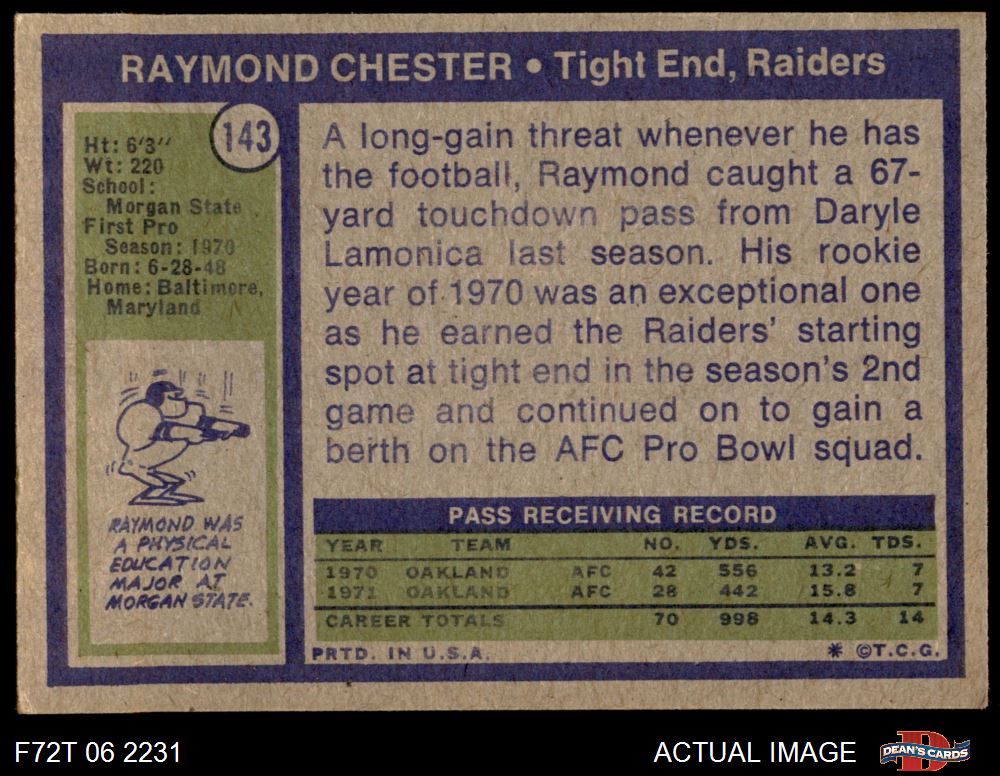 RAYMOND CHESTER • Tight End, Raiders
143
Ht: 6'3"
Wt: 220
School:
Morgan State
First Pro
Season: 1970
Born: 6-28-48
Home: Baltimore,
Maryland
RAYMOND WAS
A PHYSICAL
EDUCATION
MAJOR AT
MORGAN STATE.
A long-gain threat whenever he has
the football, Raymond caught a 67-
yard touchdown pass from Daryle
Lamonica last season. His rookie
year of 1970 was an exceptional one
as he earned the Raiders' starting
spot at tight end in the season's 2nd
game and continued on to gain a
berth on the AFC Pro Bowl squad.
PASS RECEIVING RECORD
YEAR TEAM NO. YDS. AVG. TDS.
1970 OAKLAND AFC 42 556 13.2 7
1971 OAKLAND AFC 28 442 15.8 7
CAREER TOTALS 70 998 14.3 14
PRTD. IN U.S.A. * ©T.C.G.
F72T 06 2231 ACTUAL IMAGE DEAN'S CARDS